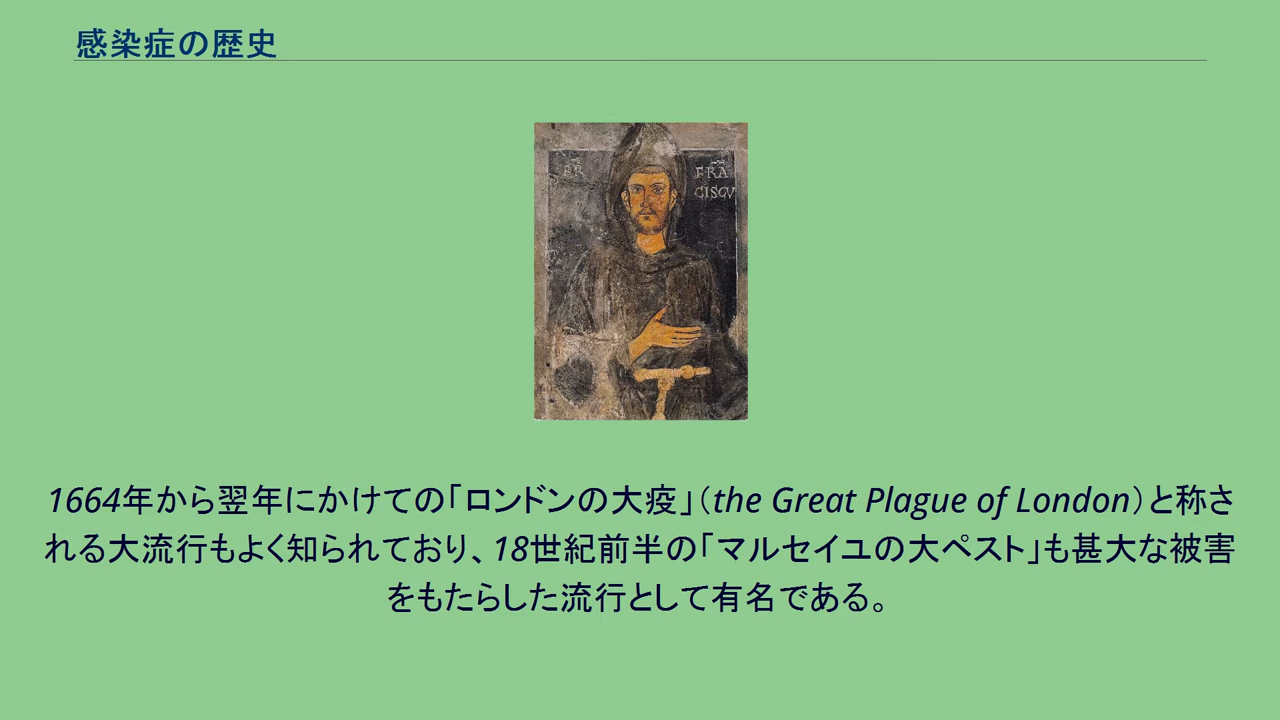 感染症の歴史
FR
FRA
CISCV
1664年から翌年にかけての「ロンドンの大疫」（the Great Plague of London）と称さ
れる大流行もよく知られており、18世紀前半の「マルセイユの大ペスト」も甚大な被害
をもたらした流行として有名である。